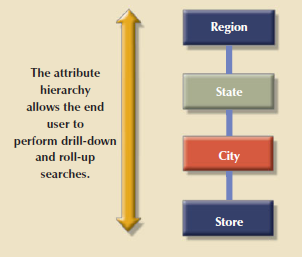 Region
The attribute
hierarchy
allows the end
user to
perform drill-down
and roll-up
searches.
State
City
Store